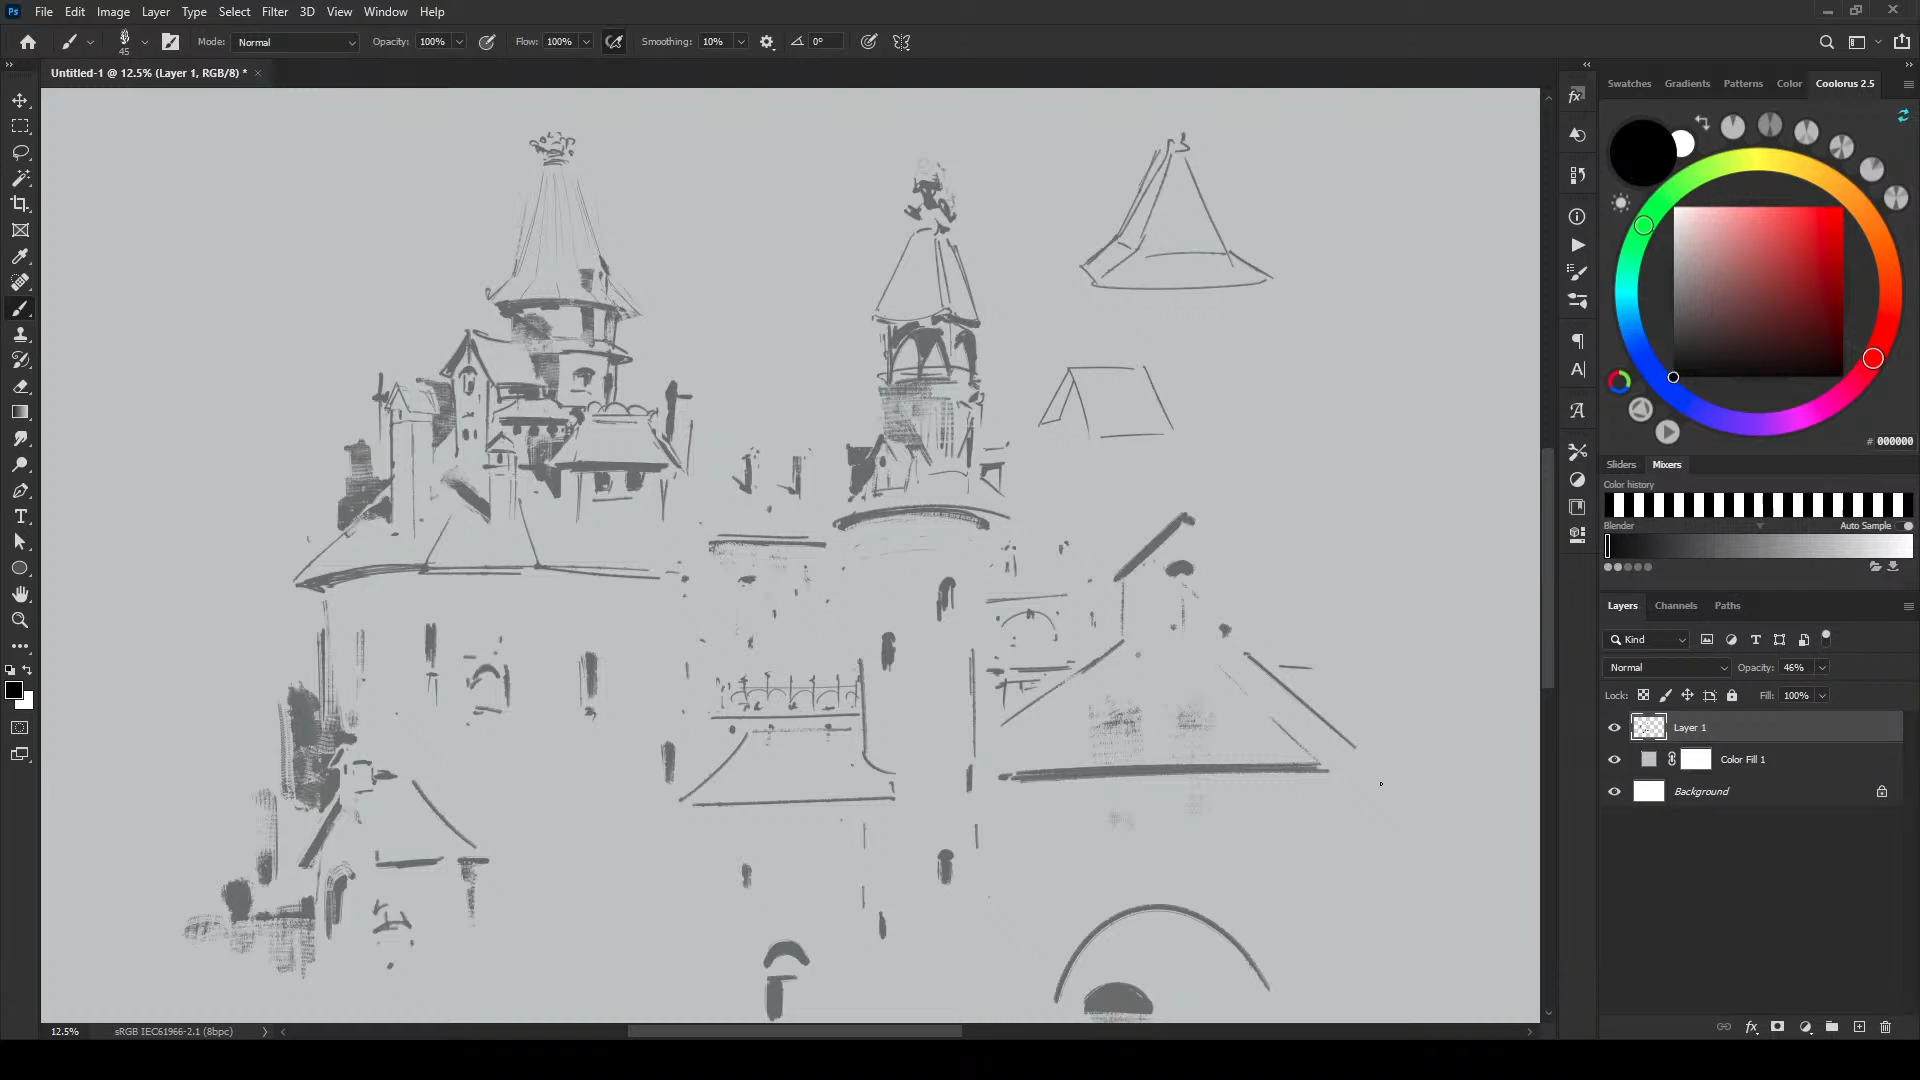 Ps File Edit Image Layer Type Select Filter 3D View Window Help
45 Mode: Normal Opacity: 100% Flow: 100% Smoothing: 10% 0°
Untitled-1 @ 12.5% (Layer 1, RGB/8) *
Swatches Gradients Patterns Color Coolorus 2.5
# 000000
Sliders Mixers
Color history
Blender Auto Sample
Layers Channels Paths
Kind
Normal Opacity: 46%
Lock: Fill: 100%
Layer 1
Color Fill 1
Background
12.5% sRGB IEC61966-2.1 (8bpc)